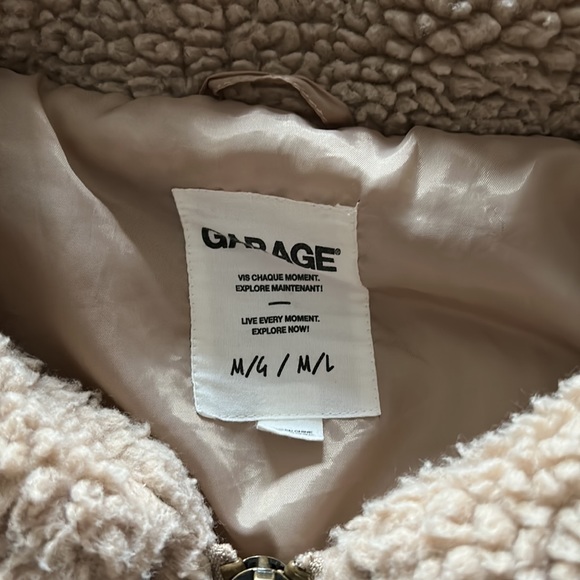 GARAGE®
VIS CHAQUE MOMENT.
EXPLORE MAINTENANT!
LIVE EVERY MOMENT.
EXPLORE NOW!
M/G / M/L